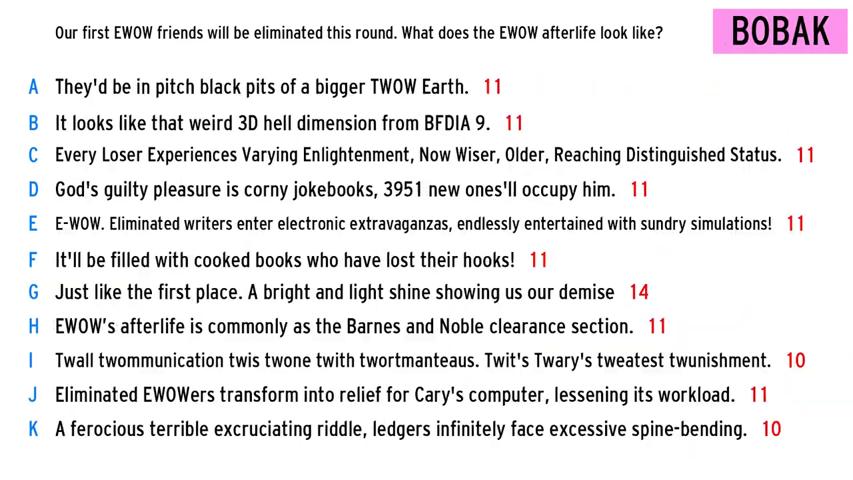 Our first EWOW friends will be eliminated this round. What does the EWOW afterlife look like?
BOBAK
A They'd be in pitch black pits of a bigger TWOW Earth. 11
B It looks like that weird 3D hell dimension from BFDIA 9. 11
C Every Loser Experiences Varying Enlightenment, Now Wiser, Older, Reaching Distinguished Status. 11
D God's guilty pleasure is corny jokebooks, 3951 new ones'll occupy him. 11
E E-WOW. Eliminated writers enter electronic extravaganzas, endlessly entertained with sundry simulations! 11
F It'll be filled with cooked books who have lost their hooks! 11
G Just like the first place. A bright and light shine showing us our demise 14
H EWOW’s afterlife is commonly as the Barnes and Noble clearance section. 11
I Twall twommunication twis twone twith twortmanteaus. Twit's Twary's tweatest twunishment. 10
J Eliminated EWOWers transform into relief for Cary's computer, lessening its workload. 11
K A ferocious terrible excruciating riddle, ledgers infinitely face excessive spine-bending. 10